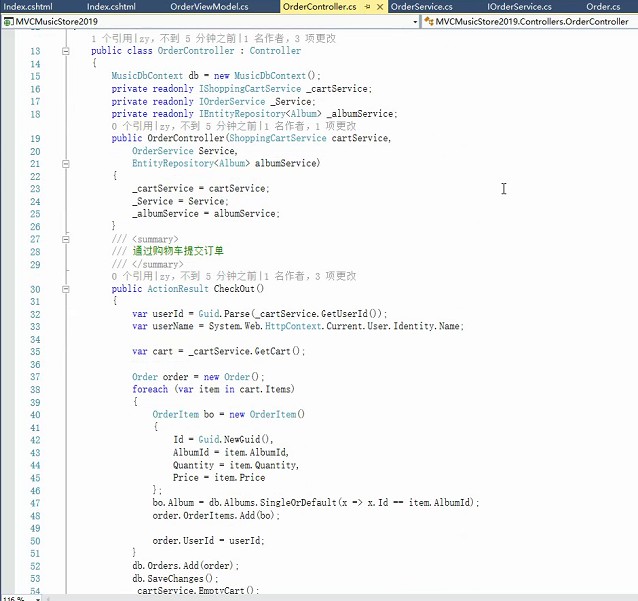 Index.cshtml Index.cshtml OrderViewModel.cs OrderController.cs OrderService.cs IOrderService.cs Order.cs
MVCMusicStore2019 MVCMusicStore2019.Controllers.OrderController
1 个引用|zy，不到 5 分钟之前|1 名作者，3 项更改
13 public class OrderController : Controller
14 {
15 MusicDbContext db = new MusicDbContext();
16 private readonly IShoppingCartService _cartService;
17 private readonly IOrderService _Service;
18 private readonly IEntityRepository<Album> _albumService;
0 个引用|zy，不到 5 分钟之前|1 名作者，1 项更改
19 public OrderController(ShoppingCartService cartService,
20 OrderService Service,
21 EntityRepository<Album> albumService)
22 {
23 _cartService = cartService;
24 _Service = Service;
25 _albumService = albumService;
26 }
27 /// <summary>
28 /// 通过购物车提交订单
29 /// </summary>
0 个引用|zy，不到 5 分钟之前|1 名作者，3 项更改
30 public ActionResult CheckOut()
31 {
32 var userId = Guid.Parse(_cartService.GetUserId());
33 var userName = System.Web.HttpContext.Current.User.Identity.Name;
34
35 var cart = _cartService.GetCart();
36
37 Order order = new Order();
38 foreach (var item in cart.Items)
39 {
40 OrderItem bo = new OrderItem()
41 {
42 Id = Guid.NewGuid(),
43 AlbumId = item.AlbumId,
44 Quantity = item.Quantity,
45 Price = item.Price
46 };
47 bo.Album = db.Albums.SingleOrDefault(x => x.Id == item.AlbumId);
48 order.OrderItems.Add(bo);
49
50 order.UserId = userId;
51 }
52 db.Orders.Add(order);
53 db.SaveChanges();
54 _cartService.EmptyCart();
116 %